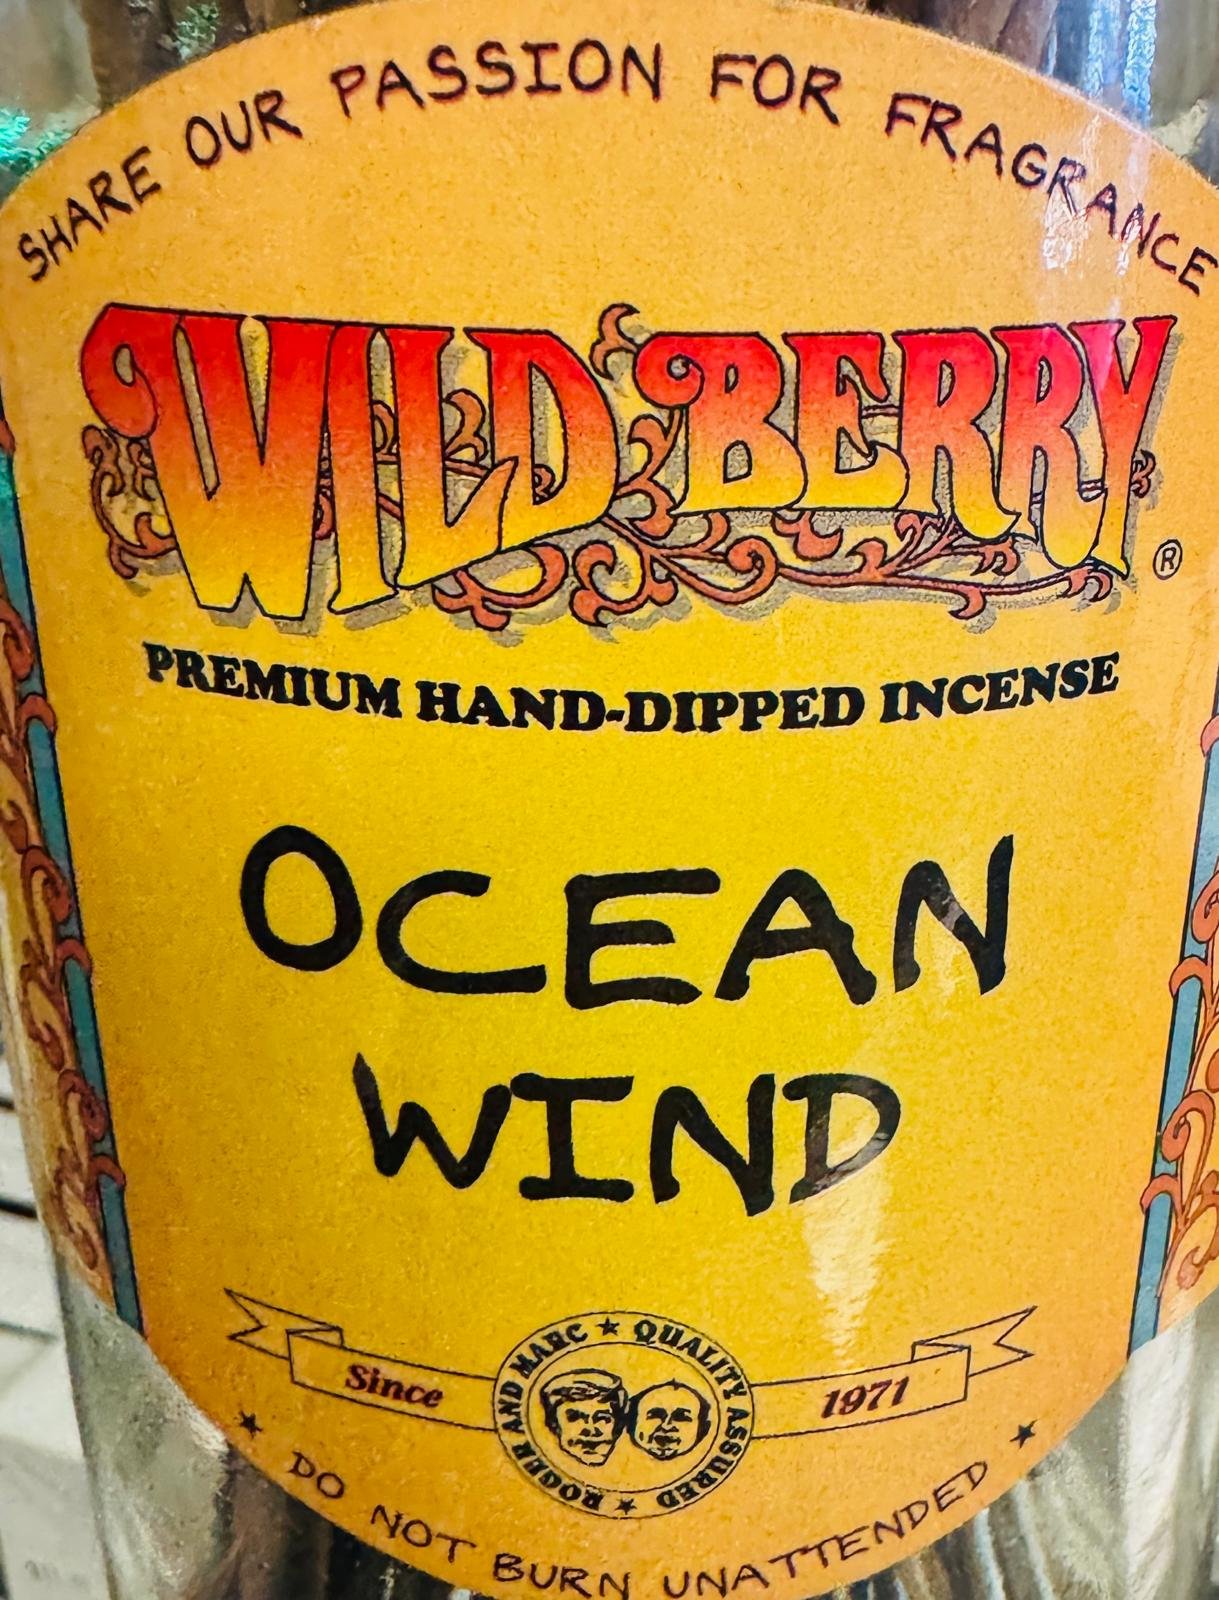 SHARE OUR PASSION FOR FRAGRANCE
WILD BERRY ®
PREMIUM HAND-DIPPED INCENSE
OCEAN
WIND
Since 1971
ROGER AND MARC ★ QUALITY ASSURED ★
★ DO NOT BURN UNATTENDED ★